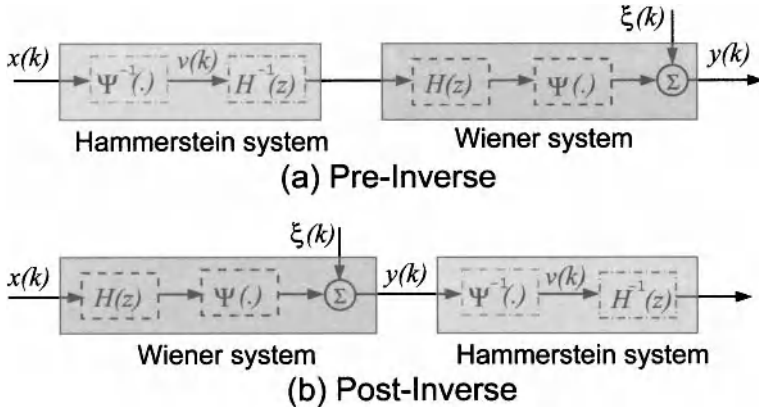 ξ(k)
x(k) Ψ⁻¹(.) v(k) H⁻¹(z) H(z) Ψ(.) Σ y(k)
Hammerstein system Wiener system
(a) Pre-Inverse
ξ(k)
x(k) H(z) Ψ(.) Σ y(k) Ψ⁻¹(.) v(k) H⁻¹(z)
Wiener system Hammerstein system
(b) Post-Inverse